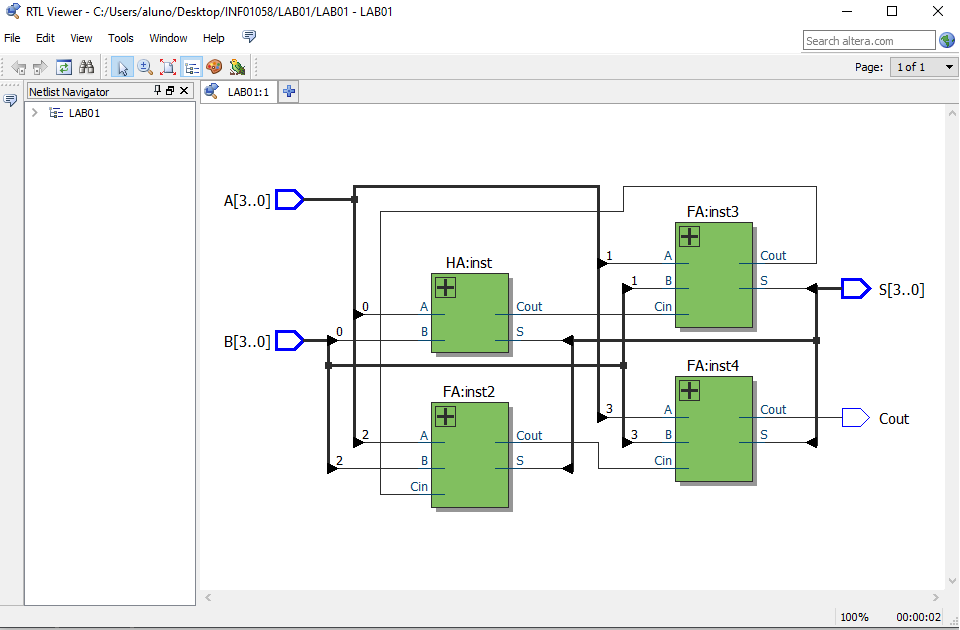 RTL Viewer - C:/Users/aluno/Desktop/INF01058/LAB01/LAB01 - LAB01
File Edit View Tools Window Help
Search altera.com
Page: 1 of 1
Netlist Navigator
LAB01:1
LAB01
A[3..0]
FA:inst3
1 A Cout
HA:inst
1 B S
S[3..0]
0 A Cout
Cin
B[3..0]
0 B S
FA:inst4
FA:inst2
3 A Cout
Cout
2 A Cout
3 B S
2 B S
Cin
Cin
100% 00:00:02